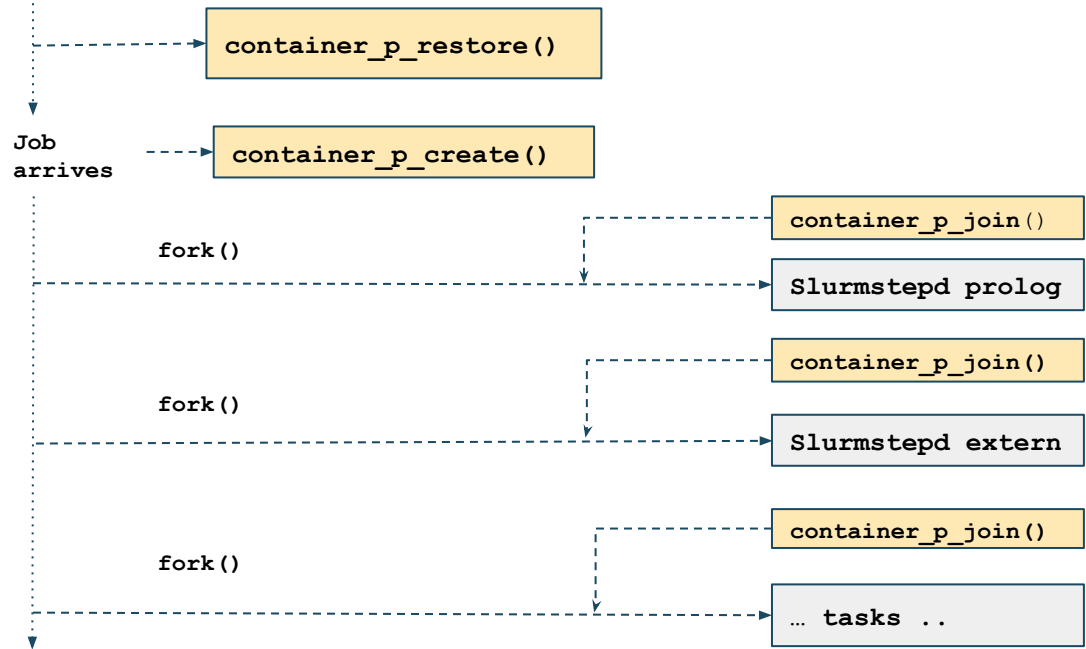 container_p_restore()
Job
arrives
container_p_create()
container_p_join()
fork()
Slurmstepd prolog
container_p_join()
fork()
Slurmstepd extern
container_p_join()
fork()
… tasks ..